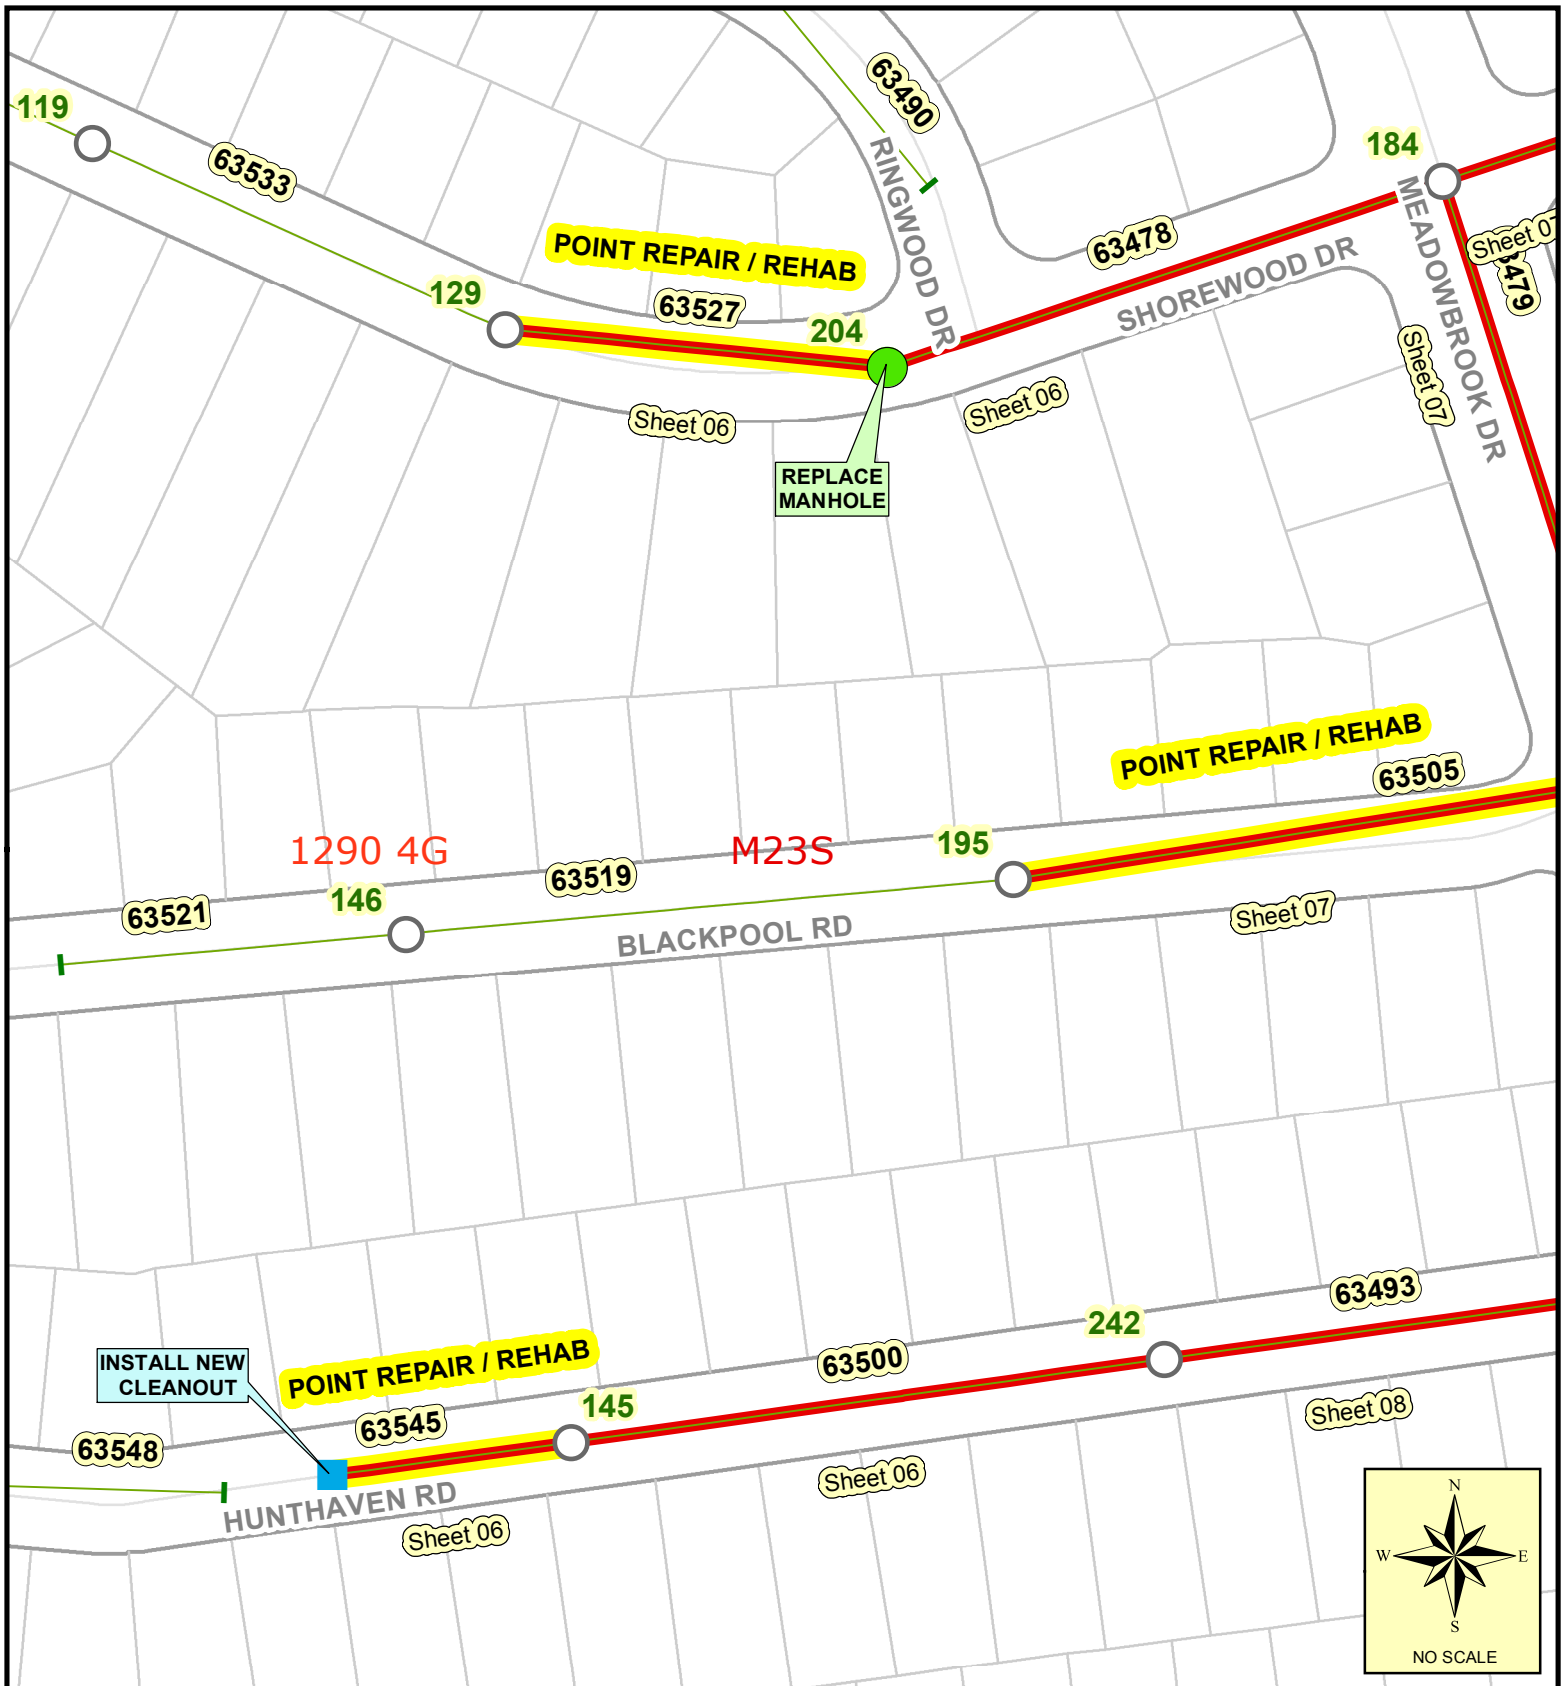 119
63533
63490
184
RINGWOOD DR
MEADOWBROOK DR
63478
Sheet 07
POINT REPAIR / REHAB
SHOREWOOD DR
129
63527
204
Sheet 07
Sheet 06
Sheet 06
REPLACE
MANHOLE
POINT REPAIR / REHAB
63505
1290 4G
M23S
195
63519
146
63521
Sheet 07
BLACKPOOL RD
63493
242
INSTALL NEW
CLEANOUT
POINT REPAIR / REHAB
63500
145
63545
Sheet 08
63548
Sheet 06
HUNTHAVEN RD
Sheet 06
N
W
E
S
NO SCALE